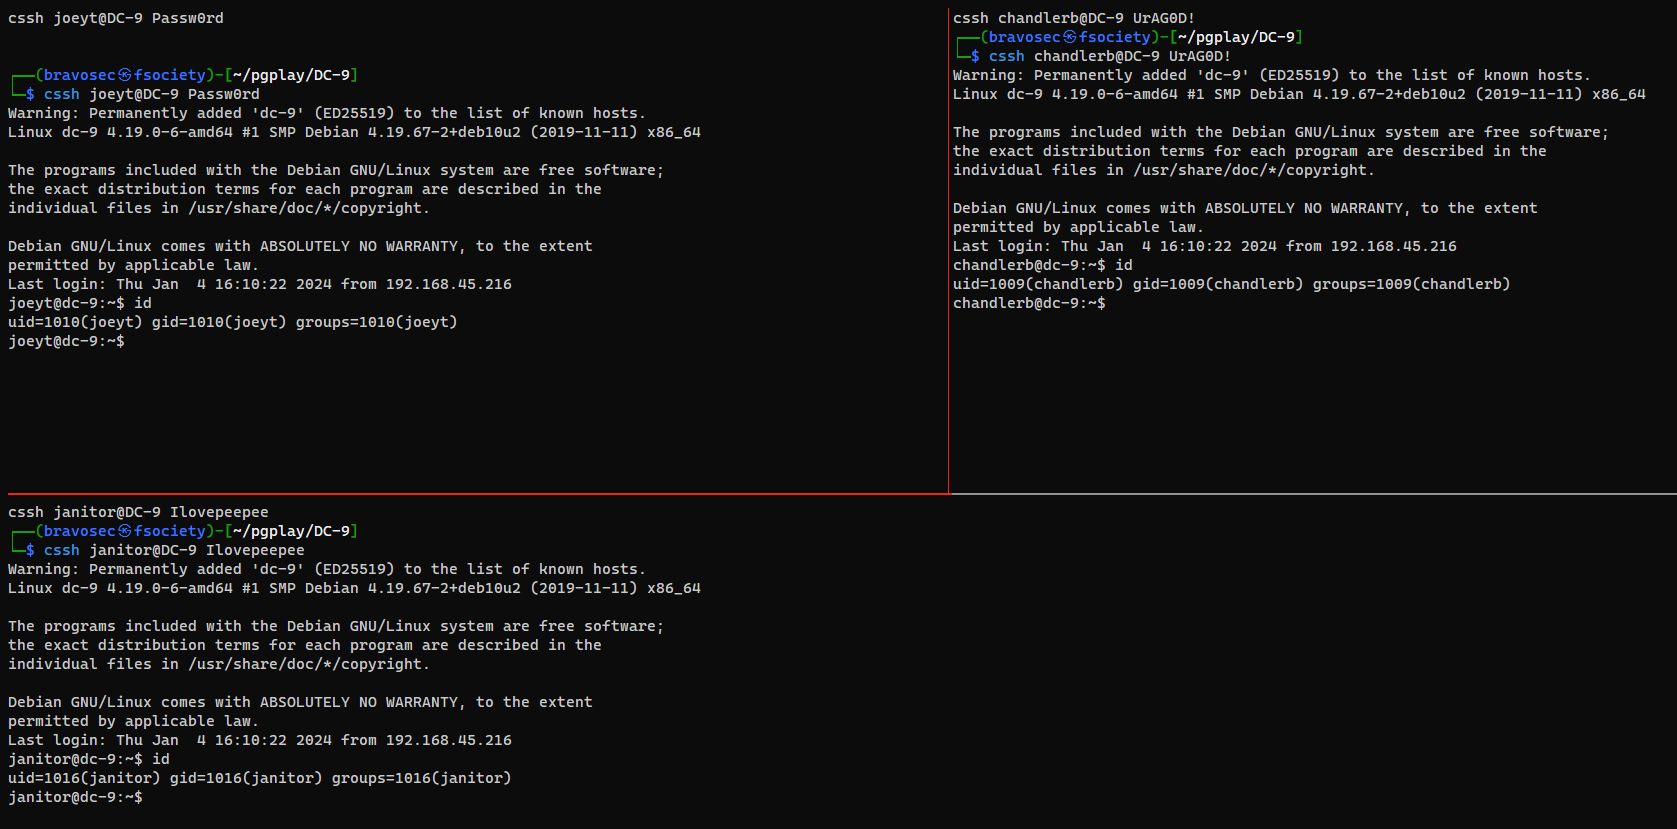 cssh joeyt@DC-9 Passw0rd
┌──(bravosec㉿fsociety)-[~/pgplay/DC-9]
└─$ cssh joeyt@DC-9 Passw0rd
Warning: Permanently added 'dc-9' (ED25519) to the list of known hosts.
Linux dc-9 4.19.0-6-amd64 #1 SMP Debian 4.19.67-2+deb10u2 (2019-11-11) x86_64
The programs included with the Debian GNU/Linux system are free software;
the exact distribution terms for each program are described in the
individual files in /usr/share/doc/*/copyright.
Debian GNU/Linux comes with ABSOLUTELY NO WARRANTY, to the extent
permitted by applicable law.
Last login: Thu Jan  4 16:10:22 2024 from 192.168.45.216
joeyt@dc-9:~$ id
uid=1010(joeyt) gid=1010(joeyt) groups=1010(joeyt)
joeyt@dc-9:~$
cssh chandlerb@DC-9 UrAG0D!
┌──(bravosec㉿fsociety)-[~/pgplay/DC-9]
└─$ cssh chandlerb@DC-9 UrAG0D!
Warning: Permanently added 'dc-9' (ED25519) to the list of known hosts.
Linux dc-9 4.19.0-6-amd64 #1 SMP Debian 4.19.67-2+deb10u2 (2019-11-11) x86_64
The programs included with the Debian GNU/Linux system are free software;
the exact distribution terms for each program are described in the
individual files in /usr/share/doc/*/copyright.
Debian GNU/Linux comes with ABSOLUTELY NO WARRANTY, to the extent
permitted by applicable law.
Last login: Thu Jan  4 16:10:22 2024 from 192.168.45.216
chandlerb@dc-9:~$ id
uid=1009(chandlerb) gid=1009(chandlerb) groups=1009(chandlerb)
chandlerb@dc-9:~$
cssh janitor@DC-9 Ilovepeepee
┌──(bravosec㉿fsociety)-[~/pgplay/DC-9]
└─$ cssh janitor@DC-9 Ilovepeepee
Warning: Permanently added 'dc-9' (ED25519) to the list of known hosts.
Linux dc-9 4.19.0-6-amd64 #1 SMP Debian 4.19.67-2+deb10u2 (2019-11-11) x86_64
The programs included with the Debian GNU/Linux system are free software;
the exact distribution terms for each program are described in the
individual files in /usr/share/doc/*/copyright.
Debian GNU/Linux comes with ABSOLUTELY NO WARRANTY, to the extent
permitted by applicable law.
Last login: Thu Jan  4 16:10:22 2024 from 192.168.45.216
janitor@dc-9:~$ id
uid=1016(janitor) gid=1016(janitor) groups=1016(janitor)
janitor@dc-9:~$